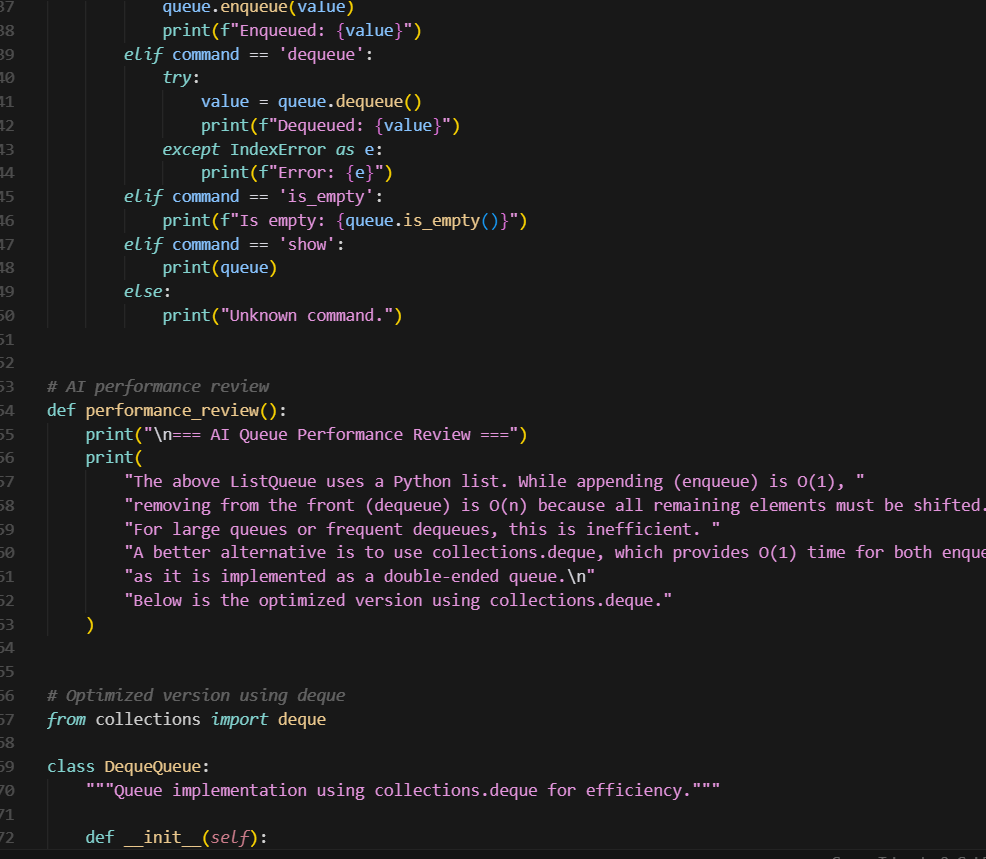 37 queue.enqueue(value)
38 print(f"Enqueued: {value}")
39 elif command == 'dequeue':
40 try:
41 value = queue.dequeue()
42 print(f"Dequeued: {value}")
43 except IndexError as e:
44 print(f"Error: {e}")
45 elif command == 'is_empty':
46 print(f"Is empty: {queue.is_empty()}")
47 elif command == 'show':
48 print(queue)
49 else:
50 print("Unknown command.")
51
52
53 # AI performance review
54 def performance_review():
55 print("\n=== AI Queue Performance Review ===")
56 print(
57 "The above ListQueue uses a Python list. While appending (enqueue) is O(1), "
58 "removing from the front (dequeue) is O(n) because all remaining elements must be shifted.
59 "For large queues or frequent dequeues, this is inefficient. "
60 "A better alternative is to use collections.deque, which provides O(1) time for both enque
61 "as it is implemented as a double-ended queue.\n"
62 "Below is the optimized version using collections.deque."
63 )
64
65
66 # Optimized version using deque
67 from collections import deque
68
69 class DequeQueue:
70 """Queue implementation using collections.deque for efficiency."""
71
72 def __init__(self):